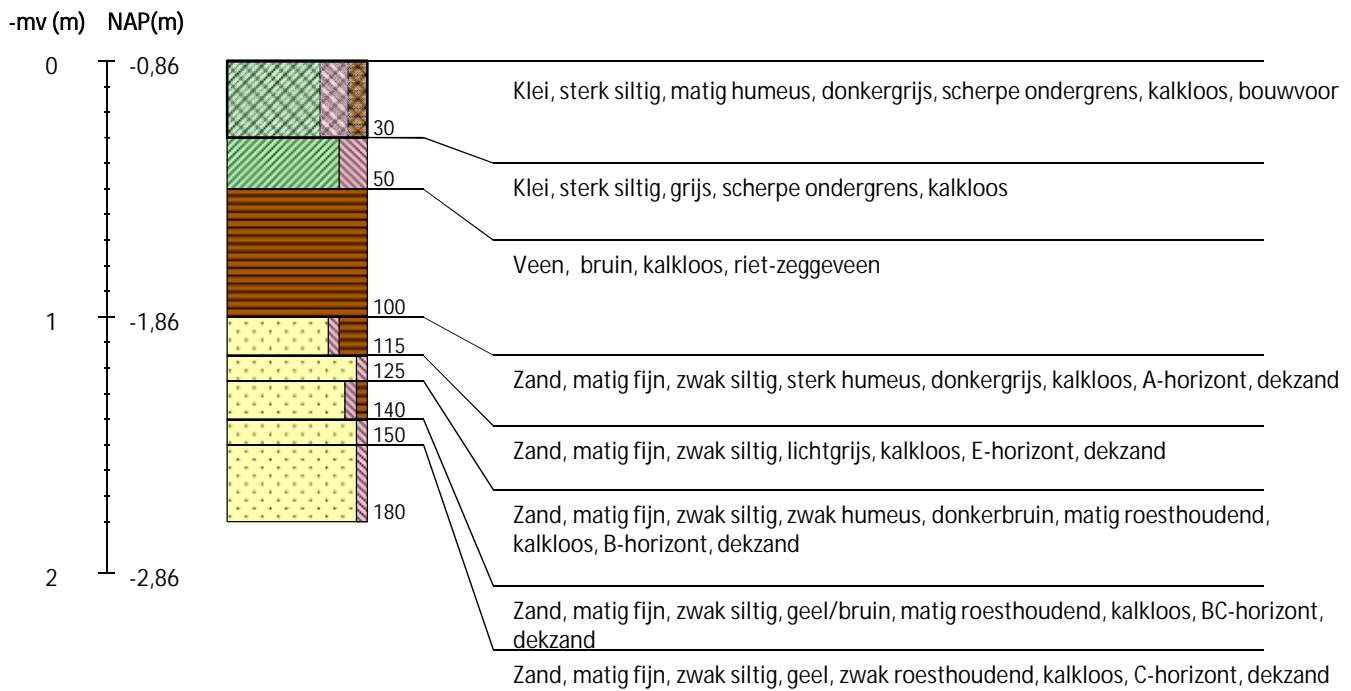 -mv (m) NAP(m)
0 -0,86
Klei, sterk siltig, matig humeus, donkergrijs, scherpe ondergrens, kalkloos, bouwvoor
30
50
Klei, sterk siltig, grijs, scherpe ondergrens, kalkloos
Veen, bruin, kalkloos, riet-zeggeveen
100
1 -1,86
115
125
Zand, matig fijn, zwak siltig, sterk humeus, donkergrijs, kalkloos, A-horizont, dekzand
140
150
Zand, matig fijn, zwak siltig, lichtgrijs, kalkloos, E-horizont, dekzand
180
Zand, matig fijn, zwak siltig, zwak humeus, donkerbruin, matig roesthoudend,
kalkloos, B-horizont, dekzand
2 -2,86
Zand, matig fijn, zwak siltig, geel/bruin, matig roesthoudend, kalkloos, BC-horizont,
dekzand
Zand, matig fijn, zwak siltig, geel, zwak roesthoudend, kalkloos, C-horizont, dekzand